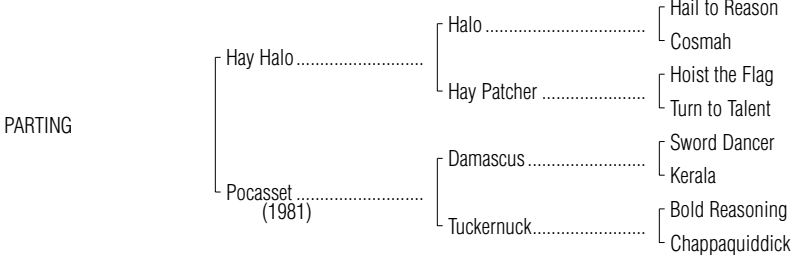 Hail to Reason
Halo ..................................
Cosmah
Hay Halo ...........................
Hoist the Flag
Hay Patcher ......................
Turn to Talent
PARTING
Sword Dancer
Damascus .........................
Kerala
Pocasset ...........................
(1981)
Bold Reasoning
Tuckernuck........................
Chappaquiddick